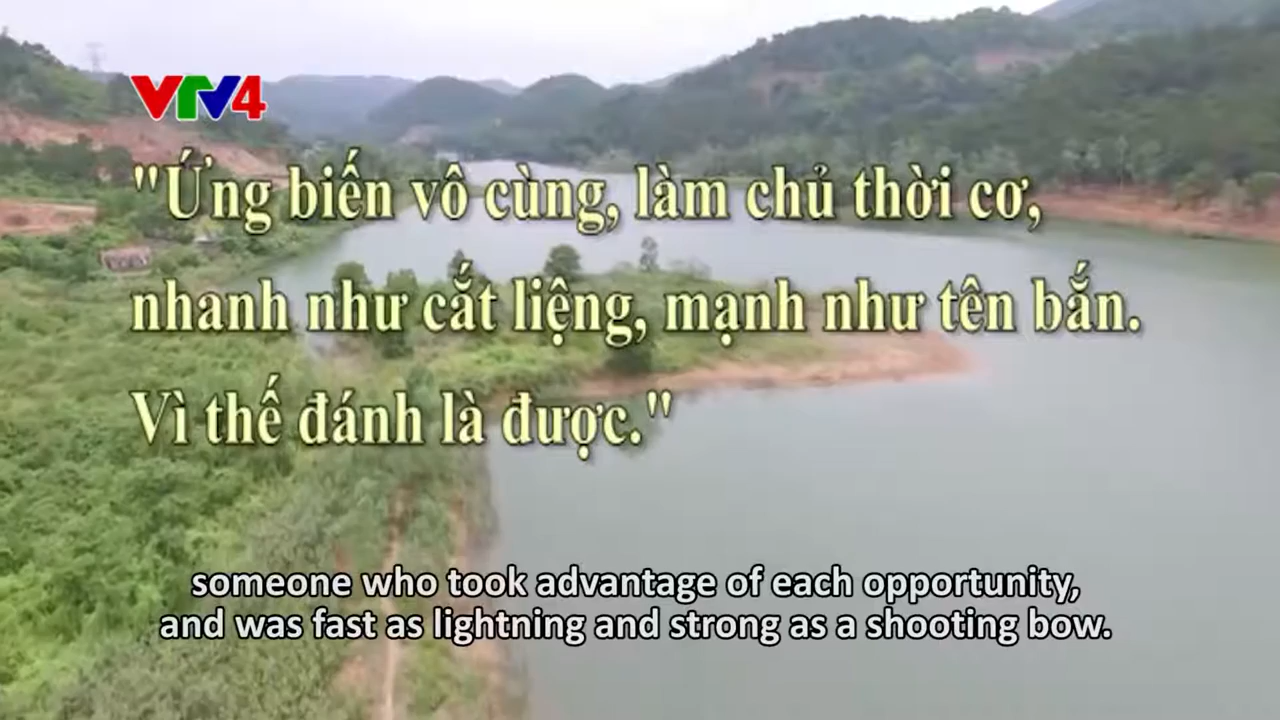 VTV4
"Ứng biến vô cùng, làm chủ thời cơ,
nhanh như cắt liệng, mạnh như tên bắn.
Vì thế đánh là được."
someone who took advantage of each opportunity,
and was fast as lightning and strong as a shooting bow.